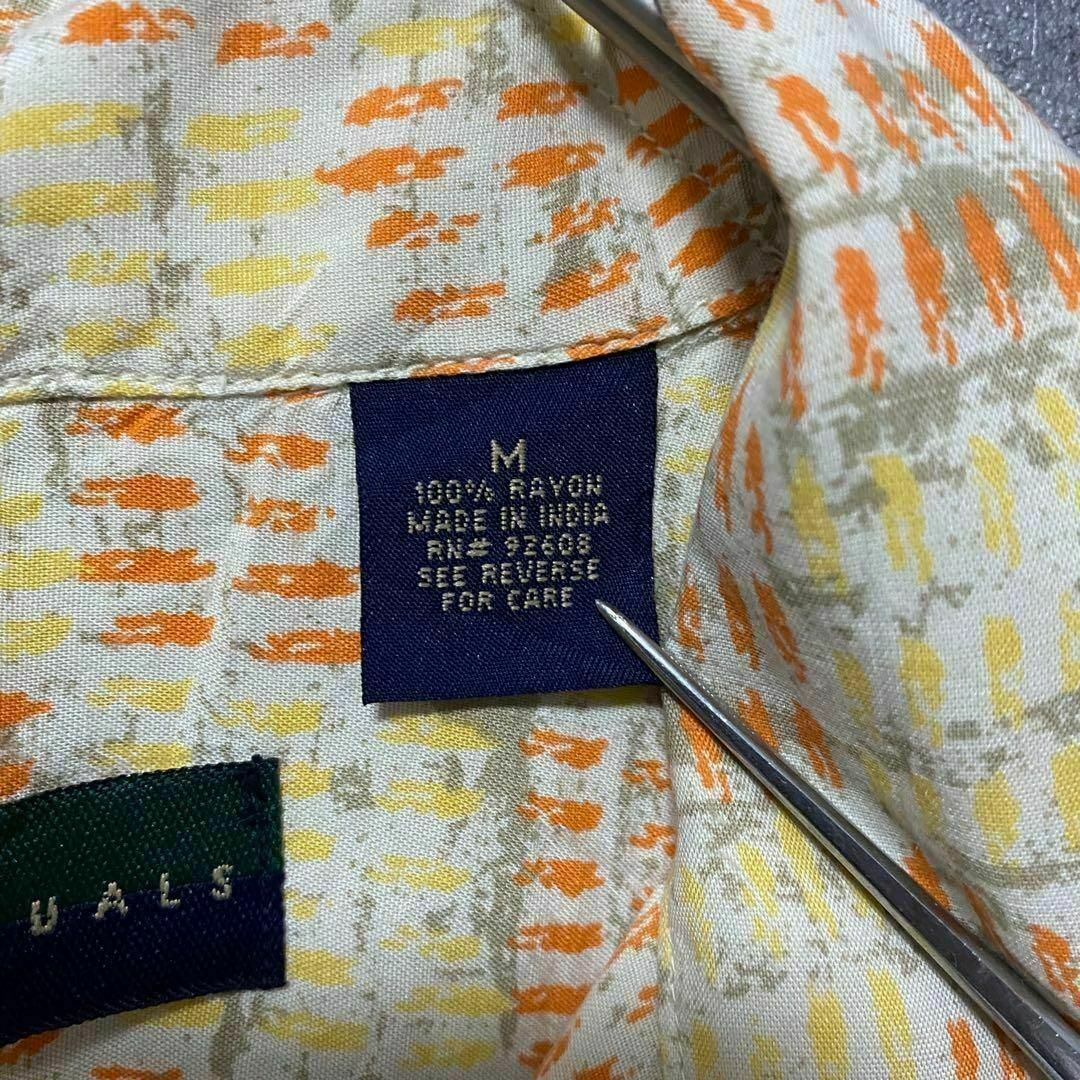 M
100% RAYON
MADE IN INDIA
RN# 92608
SEE REVERSE
FOR CARE
UALS